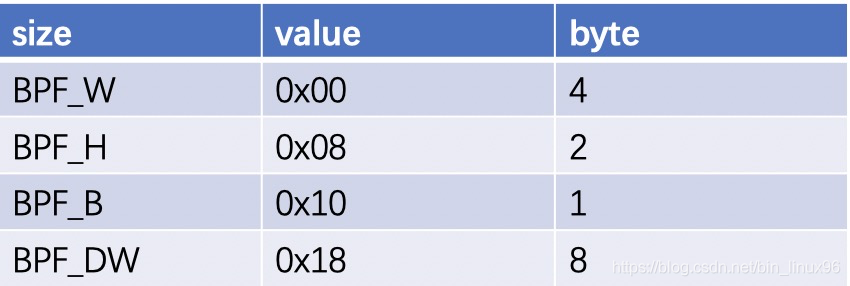 size value byte
BPF_W 0x00 4
BPF_H 0x08 2
BPF_B 0x10 1
BPF_DW 0x18 8
https://blog.csdn.net/bin_linux96